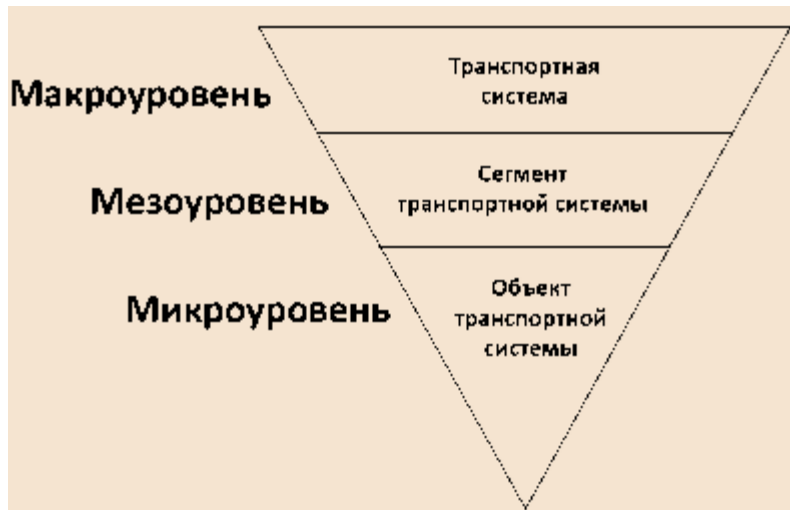 Макроуровень
Транспортная
система
Мезоуровень
Сегмент
транспортной системы
Микроуровень
Объект
транспортной
системы